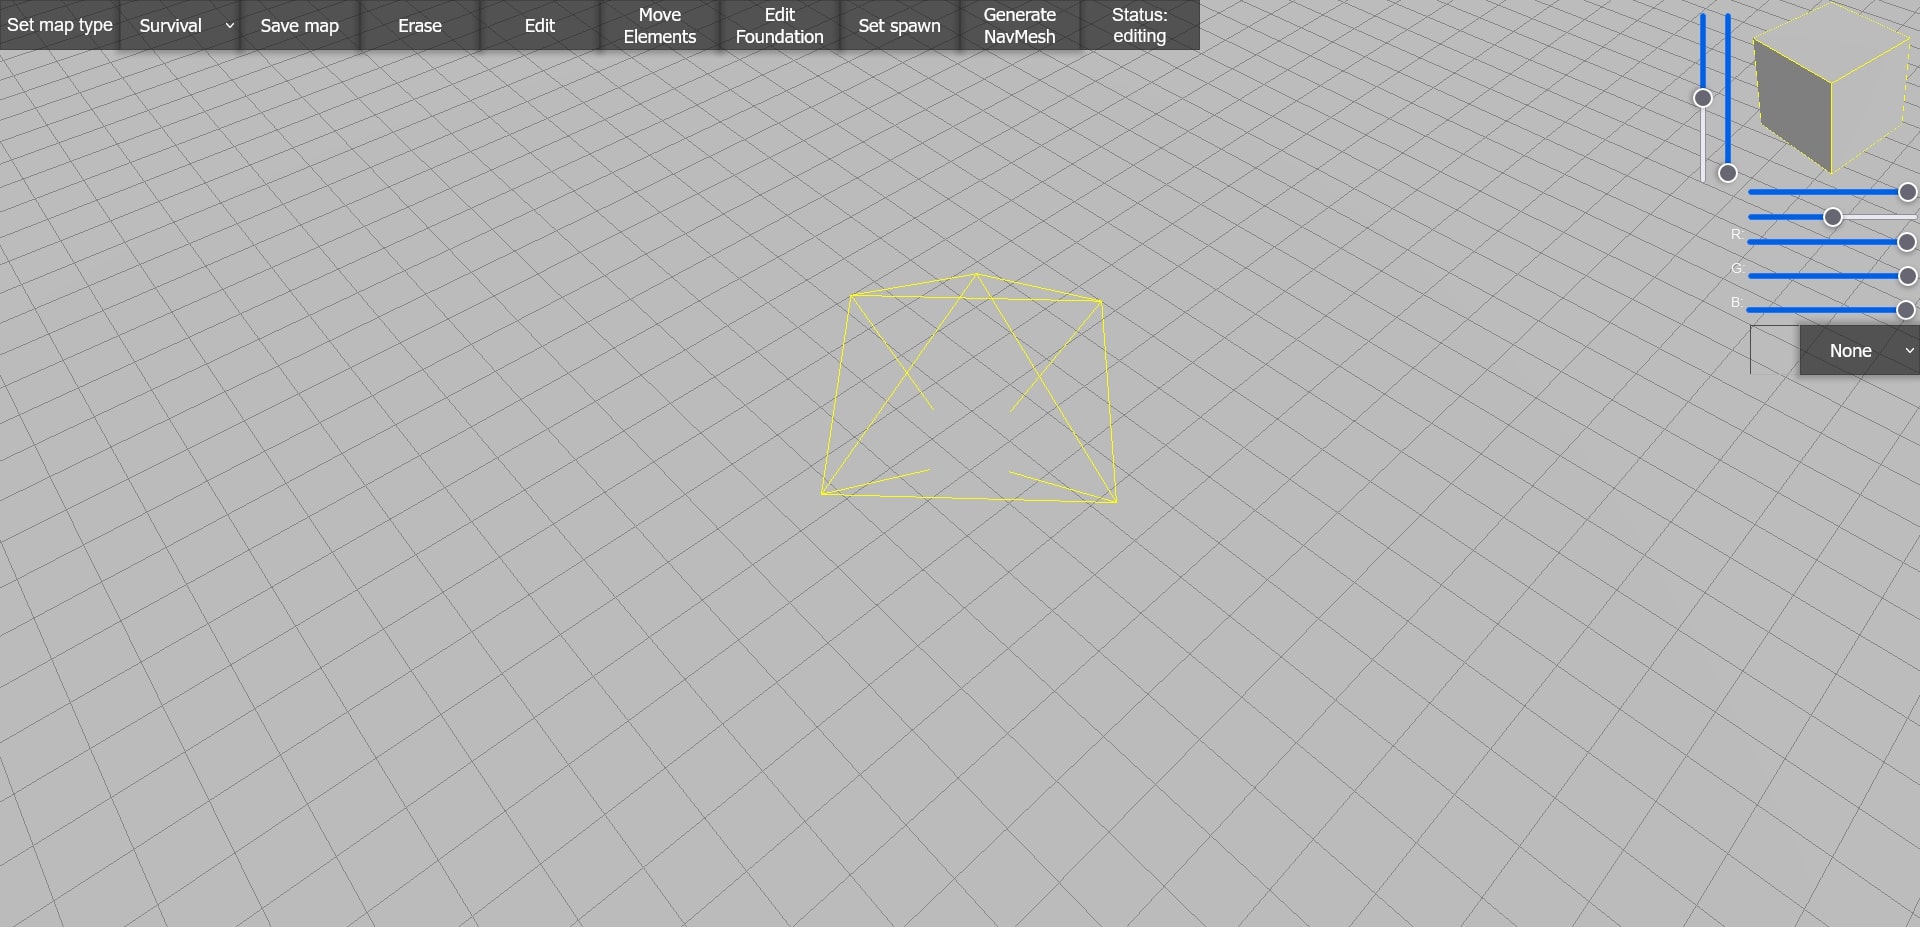 Set map type
Survival
Save map
Erase
Edit
Move
Elements
Edit
Foundation
Set spawn
Generate
NavMesh
Status:
editing
R:
G:
B:
None